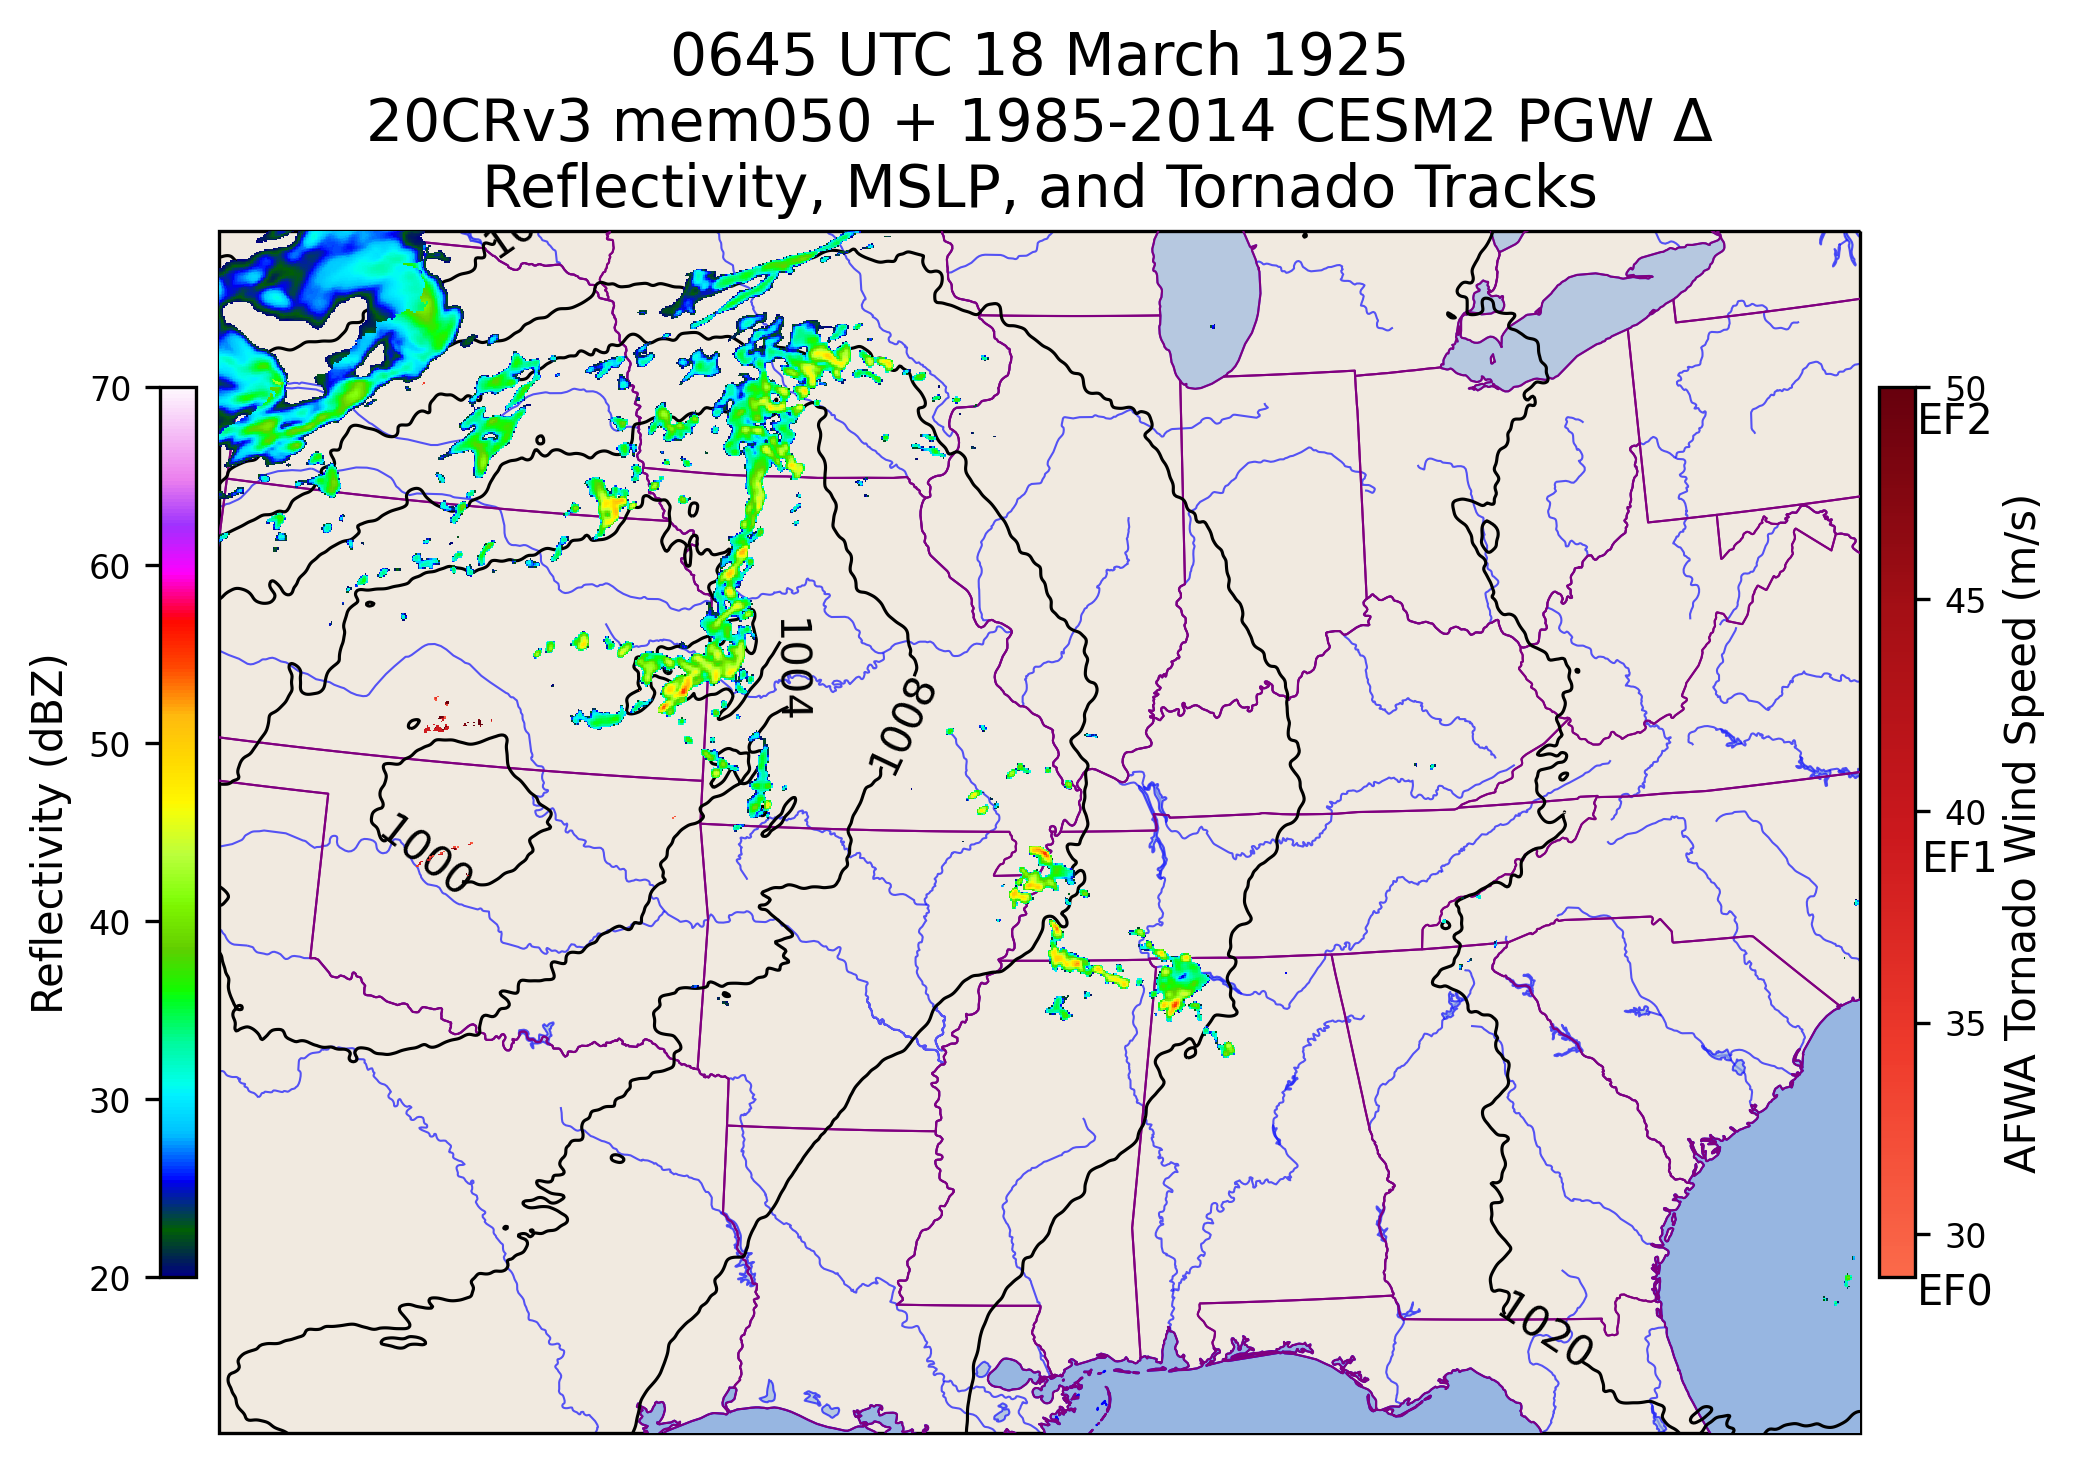 0645 UTC 18 March 1925
20CRv3 mem050 + 1985-2014 CESM2 PGW Δ
Reflectivity, MSLP, and Tornado Tracks
70
60
50
40
30
20
Reflectivity (dBZ)
1004
1008
1000
1020
50
EF2
45
40
EF1
35
30
EF0
AFWA Tornado Wind Speed (m/s)